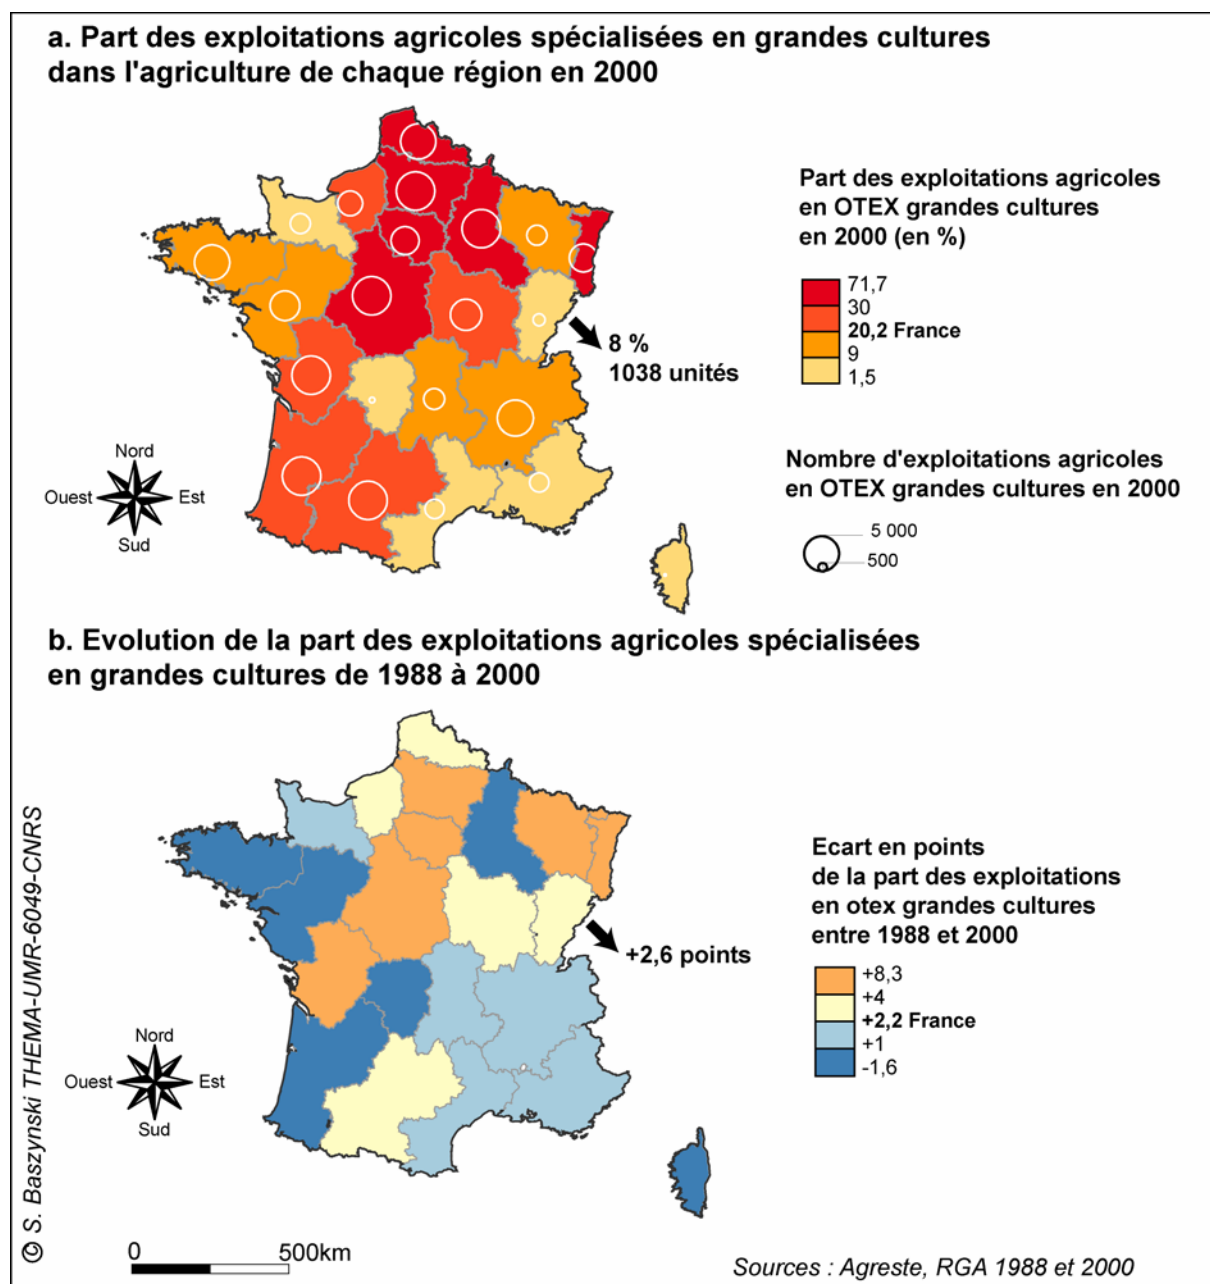 a. Part des exploitations agricoles spécialisées en grandes cultures
dans l'agriculture de chaque région en 2000
8 %
1038 unités
Part des exploitations agricoles
en OTEX grandes cultures
en 2000 (en %)
71,7
30
20,2 France
9
1,5
Nord
Ouest
Est
Sud
Nombre d'exploitations agricoles
en OTEX grandes cultures en 2000
5 000
500
b. Evolution de la part des exploitations agricoles spécialisées
en grandes cultures de 1988 à 2000
+2,6 points
Ecart en points
de la part des exploitations
en otex grandes cultures
entre 1988 et 2000
+8,3
+4
+2,2 France
+1
-1,6
Nord
Ouest
Est
Sud
© S. Baszynski THEMA-UMR-6049-CNRS
0
500km
Sources : Agreste, RGA 1988 et 2000